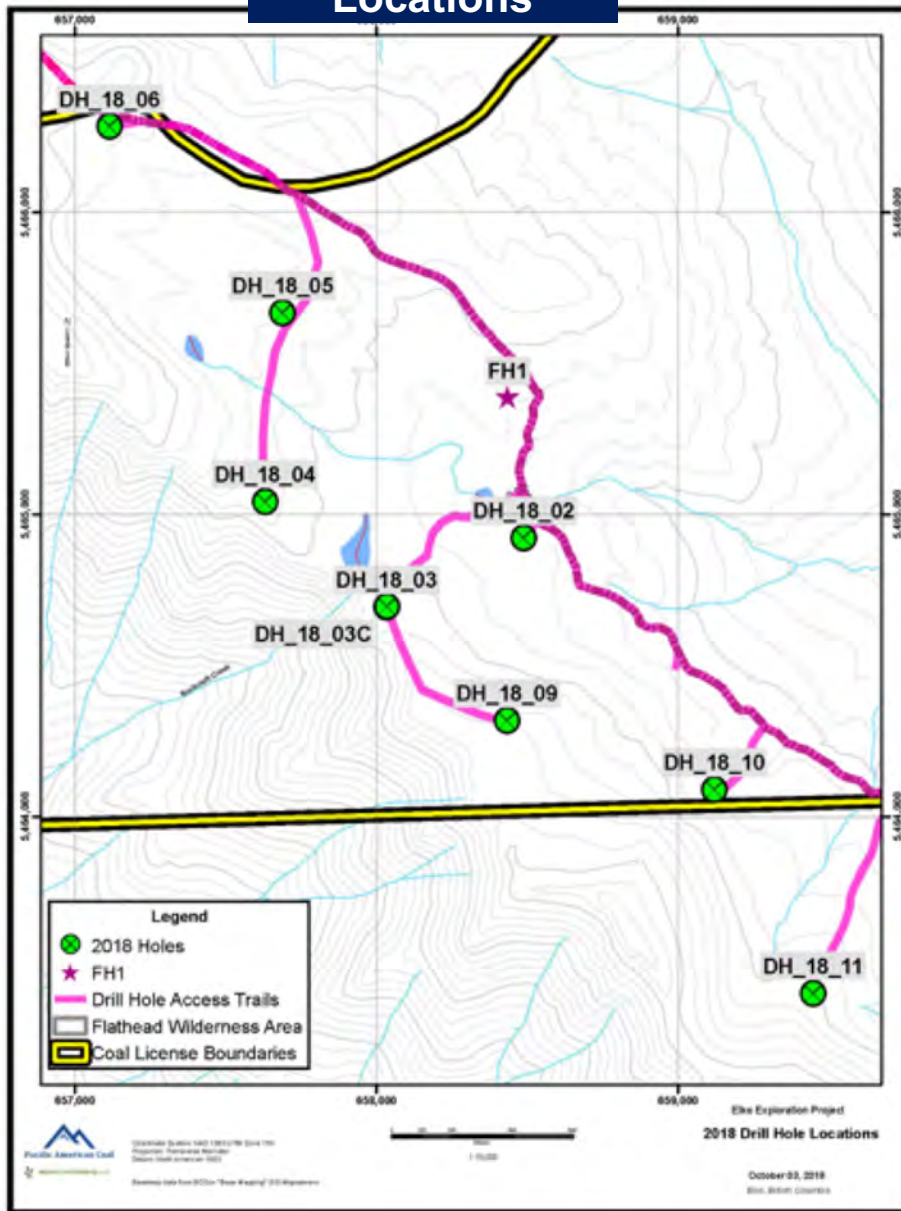 Locations
657,000
659,000
DH_18_06
5,466,000
5,466,000
DH_18_05
FH1
DH_18_04
DH_18_02
5,465,000
5,465,000
DH_18_03
DH_18_03C
DH_18_09
DH_18_10
5,464,000
5,464,000
DH_18_11
Legend
2018 Holes
FH1
Drill Hole Access Trails
Flathead Wilderness Area
Coal License Boundaries
657,000
658,000
659,000
Elko Exploration Project
2018 Drill Hole Locations
Pacific American Coal
October 03, 2018
Elko, British Columbia